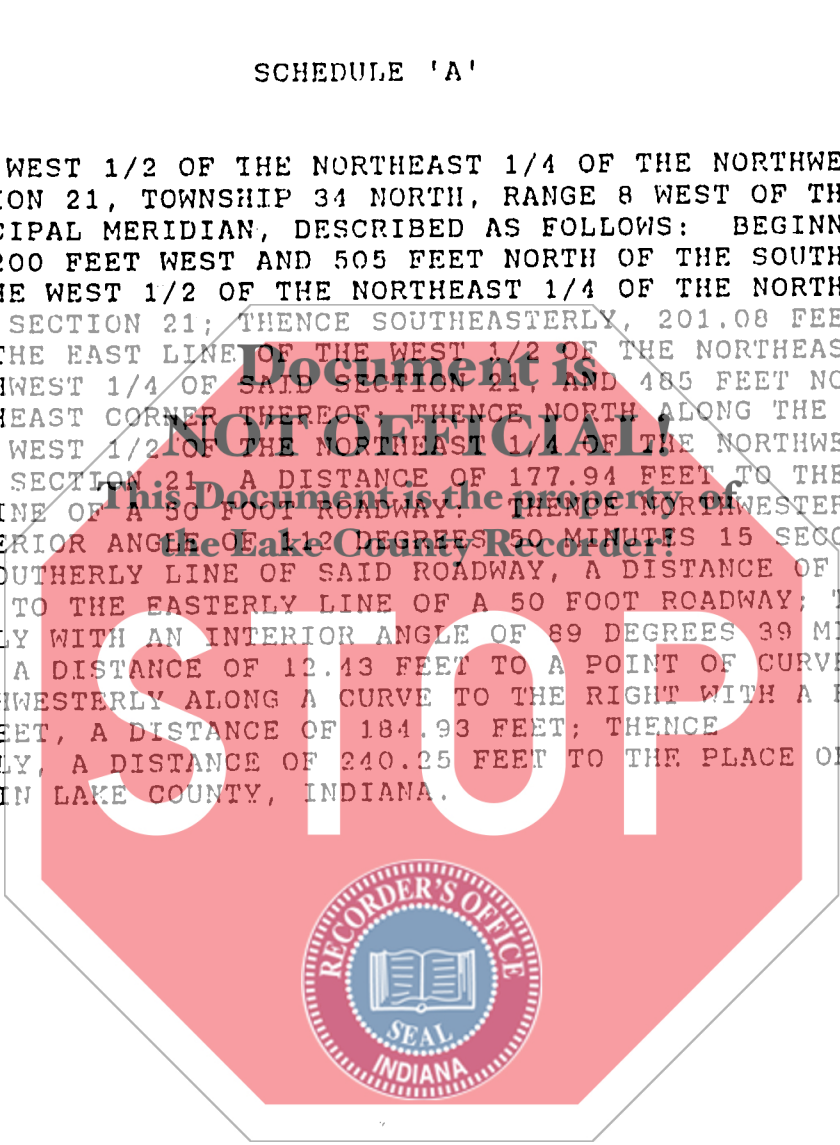 SCHEDULE 'A'
WEST 1/2 OF THE NORTHEAST 1/4 OF THE NORTHWE
ION 21, TOWNSHIP 34 NORTH, RANGE 8 WEST OF TH
CIPAL MERIDIAN, DESCRIBED AS FOLLOWS: BEGINN
200 FEET WEST AND 505 FEET NORTH OF THE SOUTH
HE WEST 1/2 OF THE NORTHEAST 1/4 OF THE NORTH
SECTION 21; THENCE SOUTHEASTERLY, 201.08 FEE
THE EAST LINE OF THE WEST 1/2 OF THE NORTHEAS
HWEST 1/4 OF SAID SECTION 21, AND 485 FEET NO
HEAST CORNER THEREOF; THENCE NORTH ALONG THE
WEST 1/2 OF THE NORTHEAST 1/4 OF THE NORTHWE
SECTION 21, A DISTANCE OF 177.94 FEET TO THE
INE OF A 50 FOOT ROADWAY: THENCE NORTHWESTER
ERIOR ANGLE OF 112 DEGREES 50 MINUTES 15 SECO
OUTHERLY LINE OF SAID ROADWAY, A DISTANCE OF
TO THE EASTERLY LINE OF A 50 FOOT ROADWAY;
LY WITH AN INTERIOR ANGLE OF 89 DEGREES 39 MI
A DISTANCE OF 12.43 FEET TO A POINT OF CURVE
HWESTERLY ALONG A CURVE TO THE RIGHT WITH A
EET, A DISTANCE OF 184.93 FEET; THENCE
LY, A DISTANCE OF 240.25 FEET TO THE PLACE OF
IN LAKE COUNTY, INDIANA.
Document is
NOT OFFICIAL!
This Document is the property of
the Lake County Recorder!
STOP
RECORDER'S OFFICE
SEAL
INDIANA